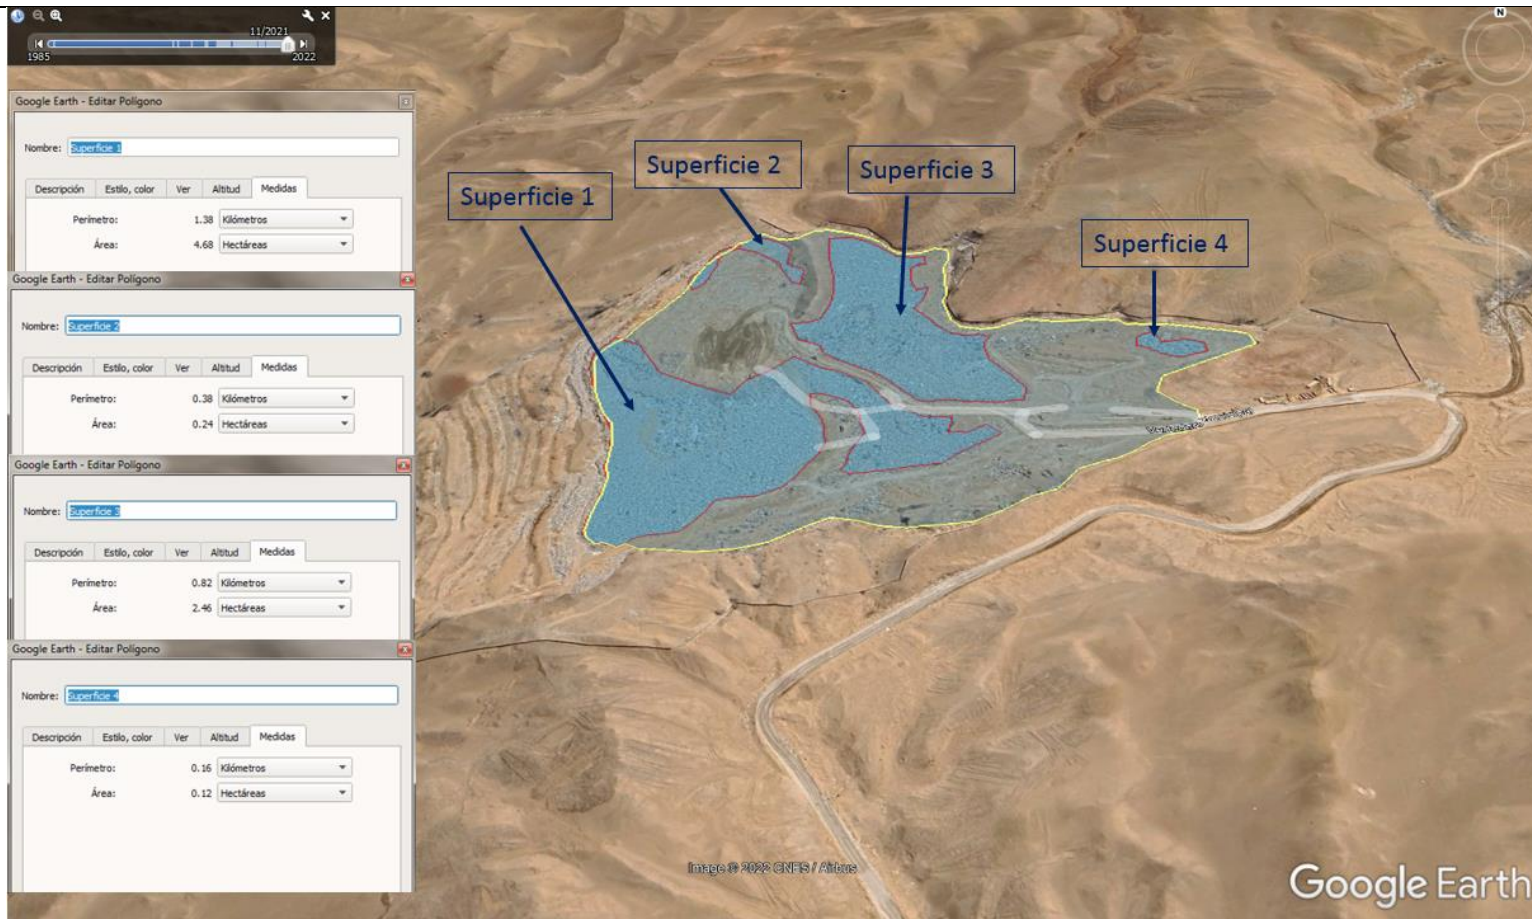 11/2021
1985
2022
Google Earth - Editar Polígono
Nombre: Superficie 1
Descripción Estilo, color Ver Altitud Medidas
Perímetro: 1.38 Kilómetros
Área: 4.68 Hectáreas
Google Earth - Editar Polígono
Nombre: Superficie 2
Descripción Estilo, color Ver Altitud Medidas
Perímetro: 0.38 Kilómetros
Área: 0.24 Hectáreas
Google Earth - Editar Polígono
Nombre: Superficie 3
Descripción Estilo, color Ver Altitud Medidas
Perímetro: 0.82 Kilómetros
Área: 2.46 Hectáreas
Google Earth - Editar Polígono
Nombre: Superficie 4
Descripción Estilo, color Ver Altitud Medidas
Perímetro: 0.16 Kilómetros
Área: 0.12 Hectáreas
N
Superficie 1
Superficie 2
Superficie 3
Superficie 4
Image © 2022 CNES / Airbus
Google Earth